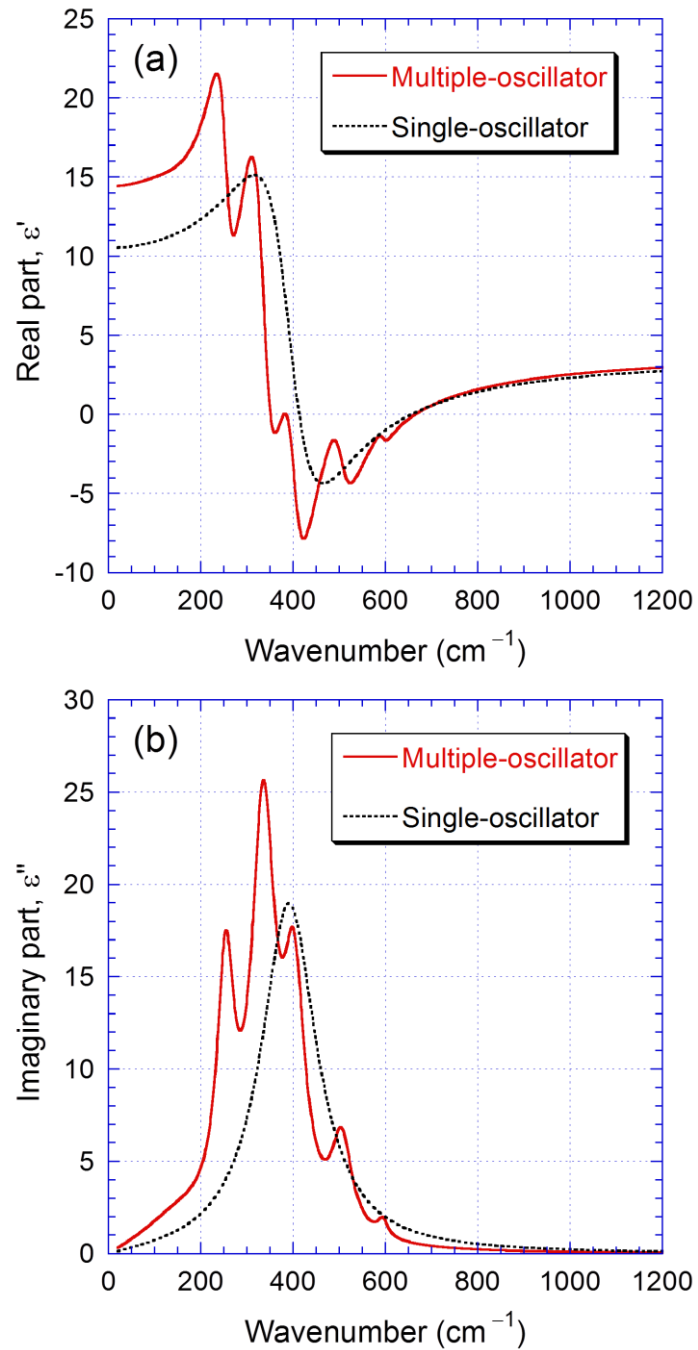 (a)
Multiple-oscillator
Single-oscillator
Real part, ε'
25
20
15
10
5
0
-5
-10
0 200 400 600 800 1000 1200
Wavenumber (cm⁻¹)
(b)
Multiple-oscillator
Single-oscillator
Imaginary part, ε"
30
25
20
15
10
5
0
0 200 400 600 800 1000 1200
Wavenumber (cm⁻¹)